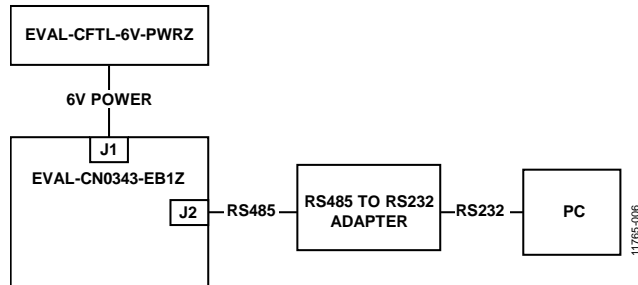 EVAL-CFTL-6V-PWRZ
6V POWER
J1
EVAL-CN0343-EB1Z
J2
RS485
RS485 TO RS232
ADAPTER
RS232
PC
11765-006